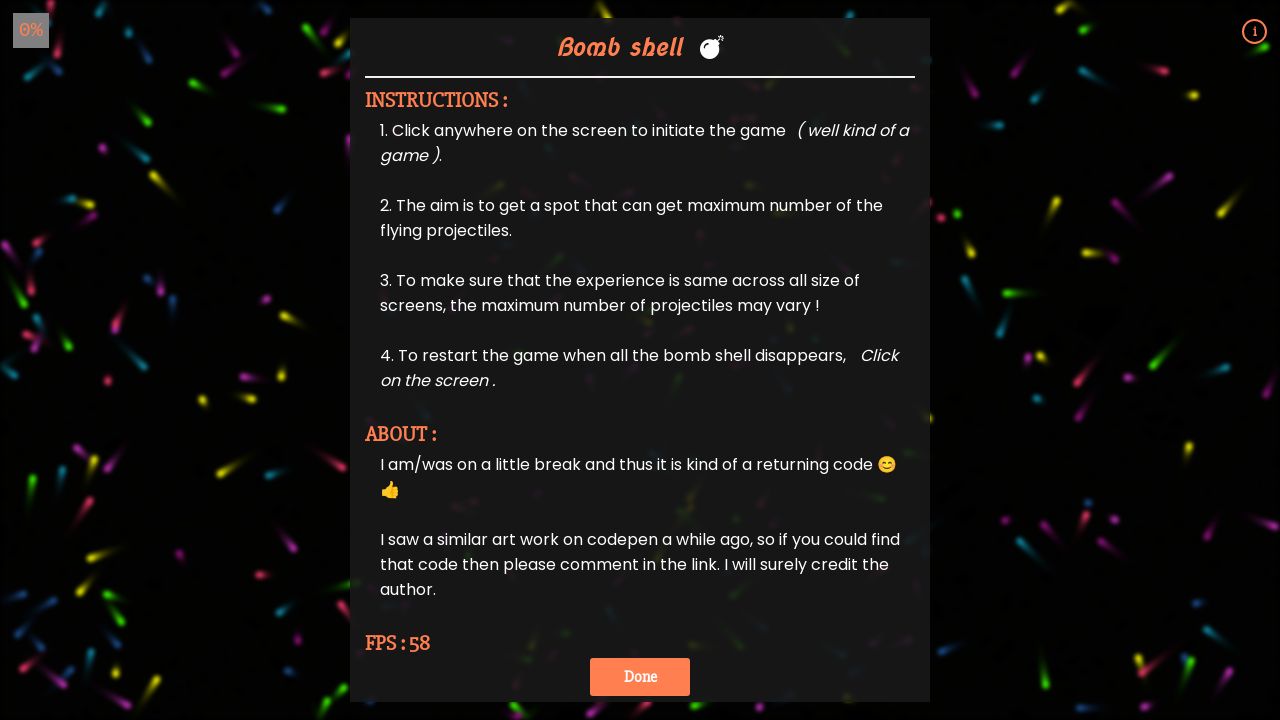 0%
Bomb shell 💣
i
INSTRUCTIONS :
1. Click anywhere on the screen to initiate the game ( well kind of a
game ).
2. The aim is to get a spot that can get maximum number of the
flying projectiles.
3. To make sure that the experience is same across all size of
screens, the maximum number of projectiles may vary !
4. To restart the game when all the bomb shell disappears, Click
on the screen .
ABOUT :
I am/was on a little break and thus it is kind of a returning code 😊
👍
I saw a similar art work on codepen a while ago, so if you could find
that code then please comment in the link. I will surely credit the
author.
FPS : 58
Done